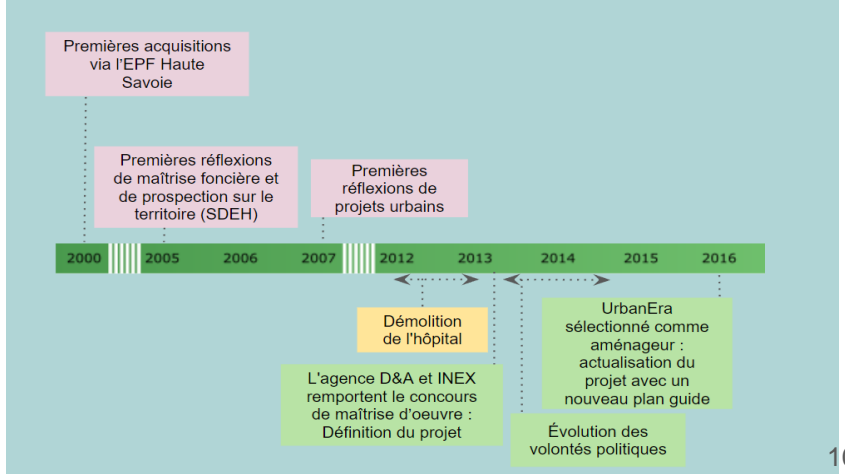 Premières acquisitions
via l'EPF Haute
Savoie
Premières réflexions
de maîtrise foncière et
de prospection sur le
territoire (SDEH)
Premières
réflexions de
projets urbains
2000 2005 2006 2007 2012 2013 2014 2015 2016
Démolition
de l'hôpital
L'agence D&A et INEX
remportent le concours
de maîtrise d'oeuvre :
Définition du projet
UrbanEra
sélectionné comme
aménageur :
actualisation du
projet avec un
nouveau plan guide
Évolution des
volontés politiques